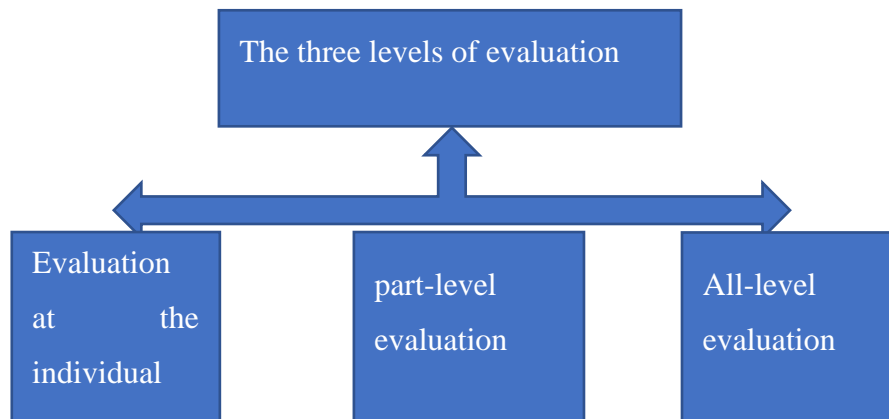 The three levels of evaluation
Evaluation
at the
individual
part-level
evaluation
All-level
evaluation